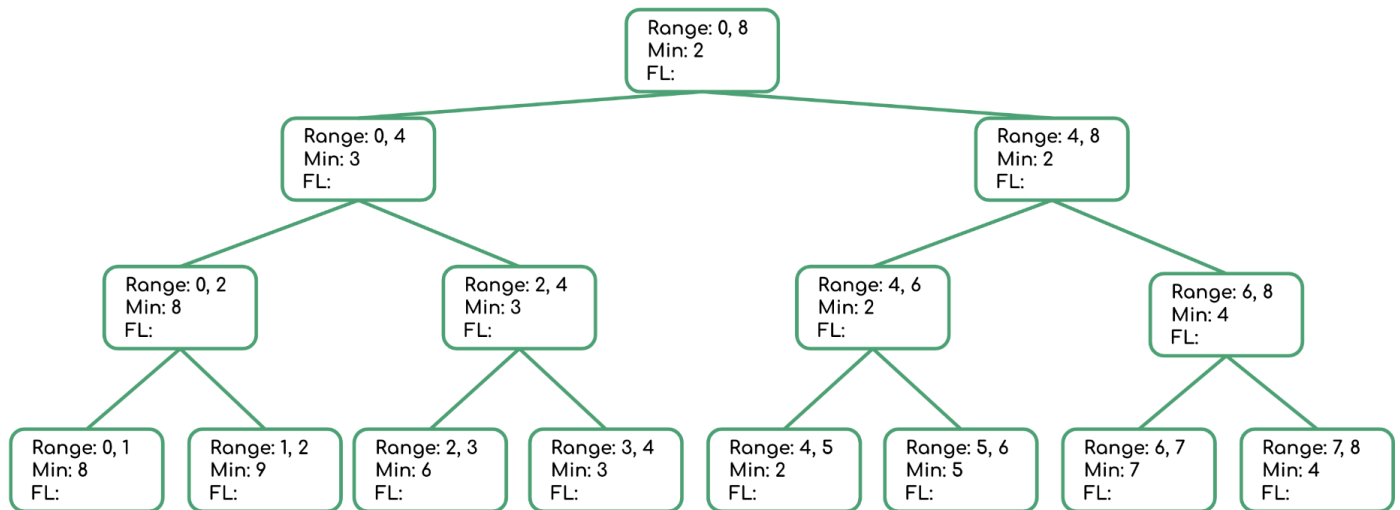 Range: 0, 8
Min: 2
FL:
Range: 0, 4
Min: 3
FL:
Range: 4, 8
Min: 2
FL:
Range: 0, 2
Min: 8
FL:
Range: 2, 4
Min: 3
FL:
Range: 4, 6
Min: 2
FL:
Range: 6, 8
Min: 4
FL:
Range: 0, 1
Min: 8
FL:
Range: 1, 2
Min: 9
FL:
Range: 2, 3
Min: 6
FL:
Range: 3, 4
Min: 3
FL:
Range: 4, 5
Min: 2
FL:
Range: 5, 6
Min: 5
FL:
Range: 6, 7
Min: 7
FL:
Range: 7, 8
Min: 4
FL: